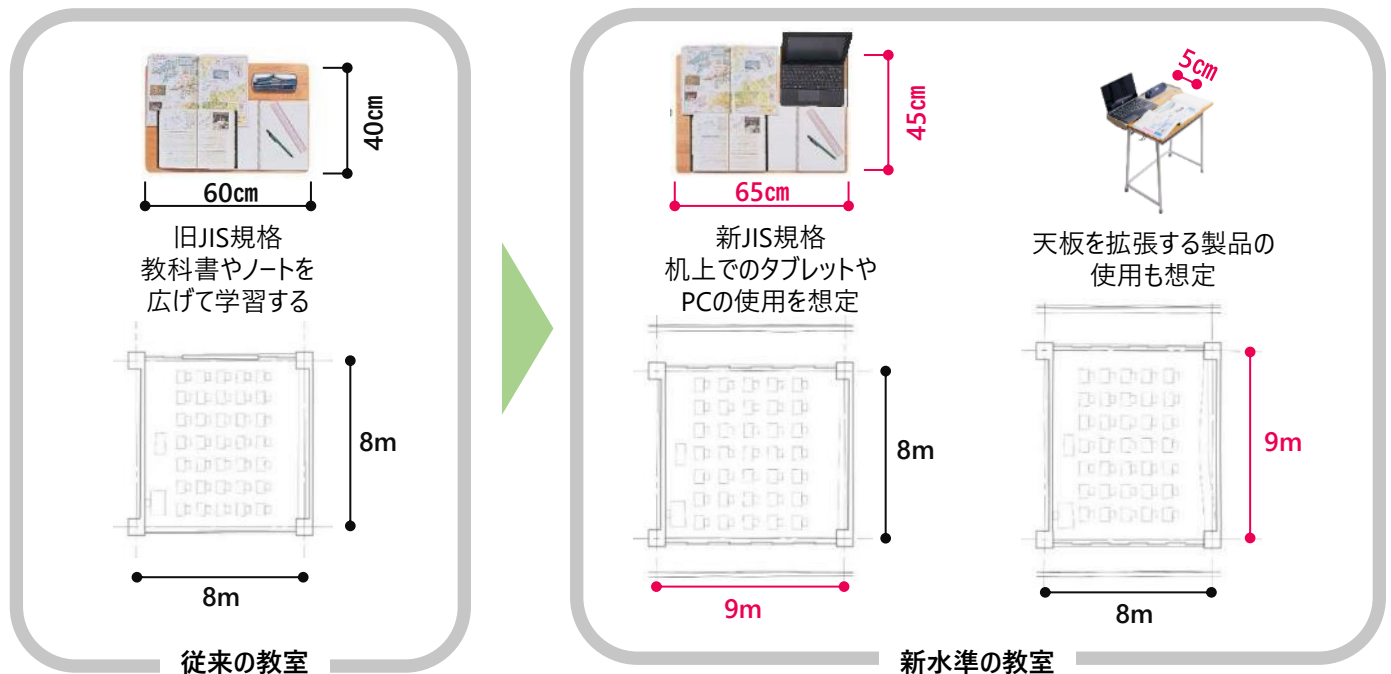 40㎝
60㎝
旧JIS規格
教科書やノートを
広げて学習する
8m
8m
従来の教室
45㎝
65㎝
新JIS規格
机上でのタブレットや
PCの使用を想定
8m
9m
5㎝
天板を拡張する製品の
使用も想定
9m
8m
新水準の教室